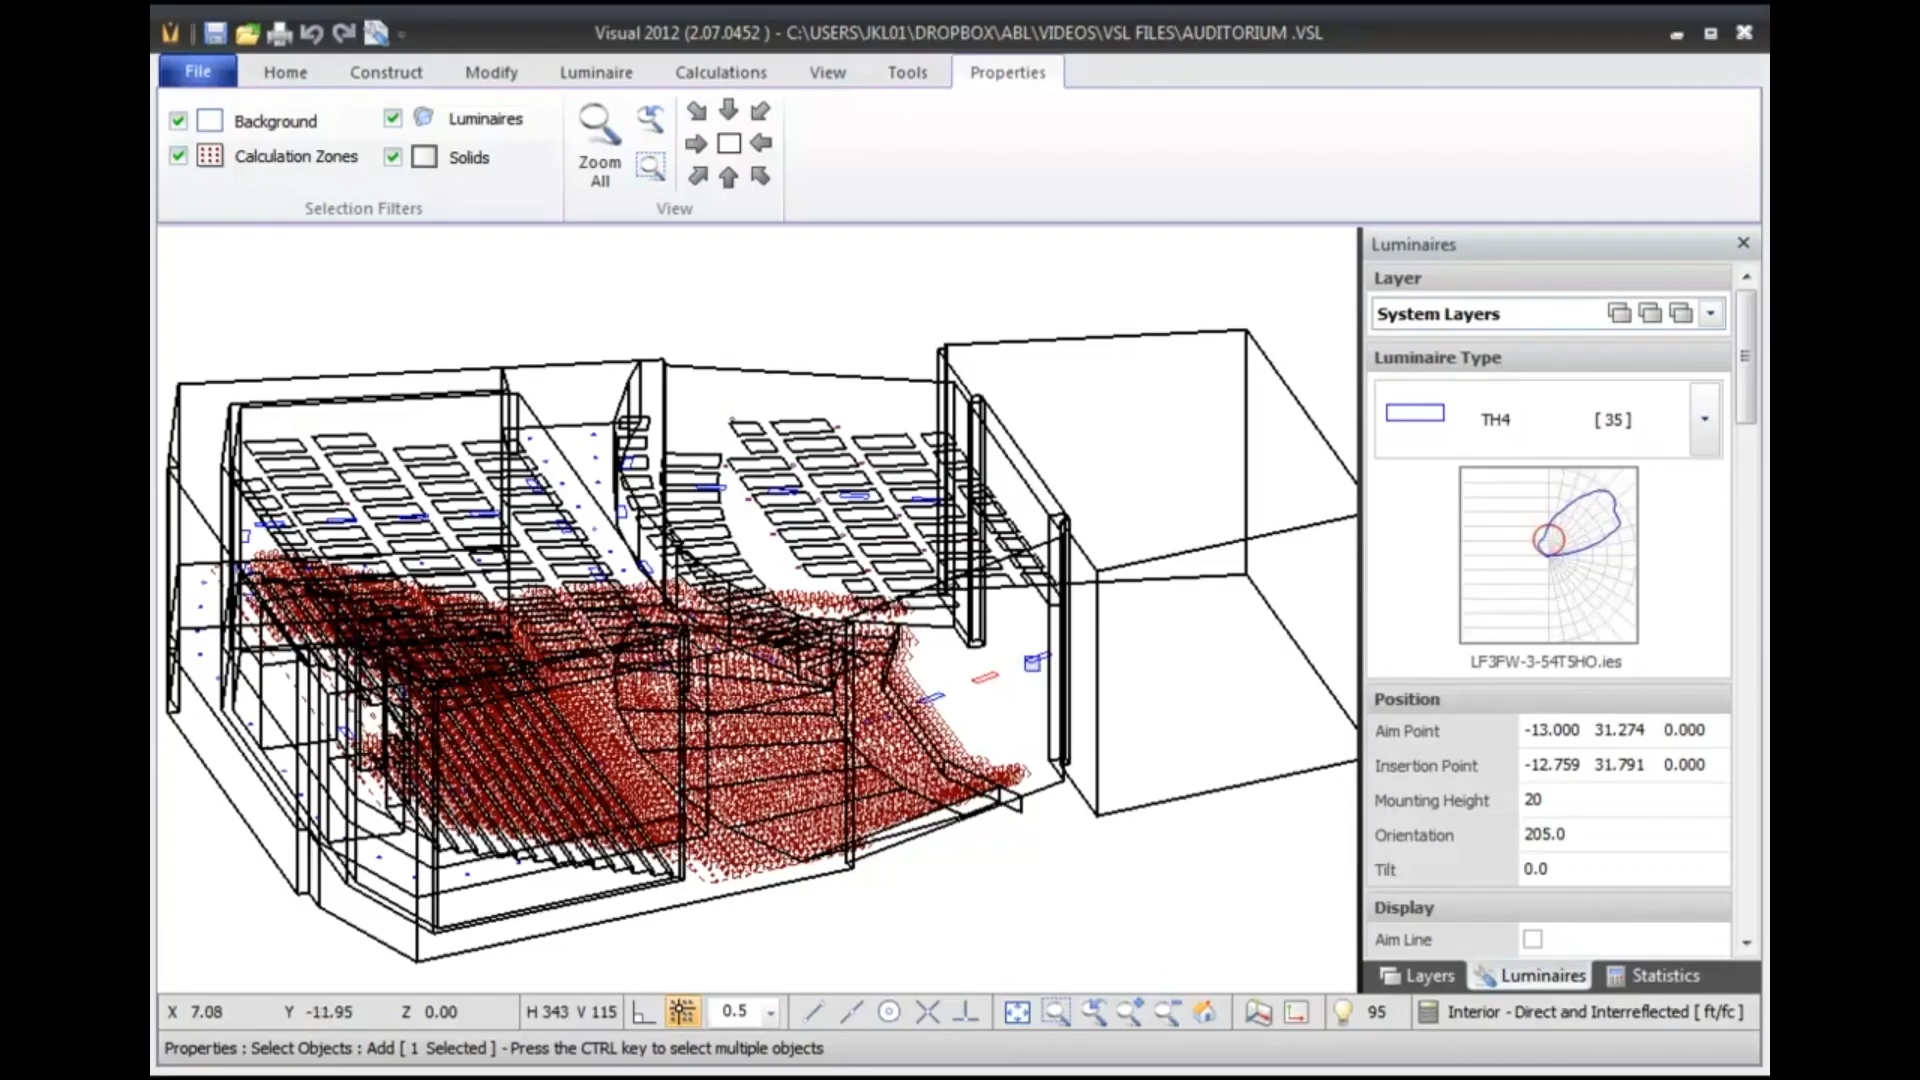 Visual 2012 (2.07.0452 ) - C:\USERS\JKL01\DROPBOX\ABL\VIDEOS\VSL FILES\AUDITORIUM .VSL
File Home Construct Modify Luminaire Calculations View Tools Properties
Background Luminaires
Calculation Zones Solids
Zoom
All
Selection Filters View
Luminaires
Layer
System Layers
Luminaire Type
TH4 [ 35 ]
LF3FW-3-54T5HO.ies
Position
Aim Point -13.000 31.274 0.000
Insertion Point -12.759 31.791 0.000
Mounting Height 20
Orientation 205.0
Tilt 0.0
Display
Aim Line
Layers Luminaires Statistics
X 7.08 Y -11.95 Z 0.00 H 343 V 115 0.5 95 Interior - Direct and Interreflected [ ft/fc ]
Properties : Select Objects : Add [ 1 Selected ] - Press the CTRL key to select multiple objects